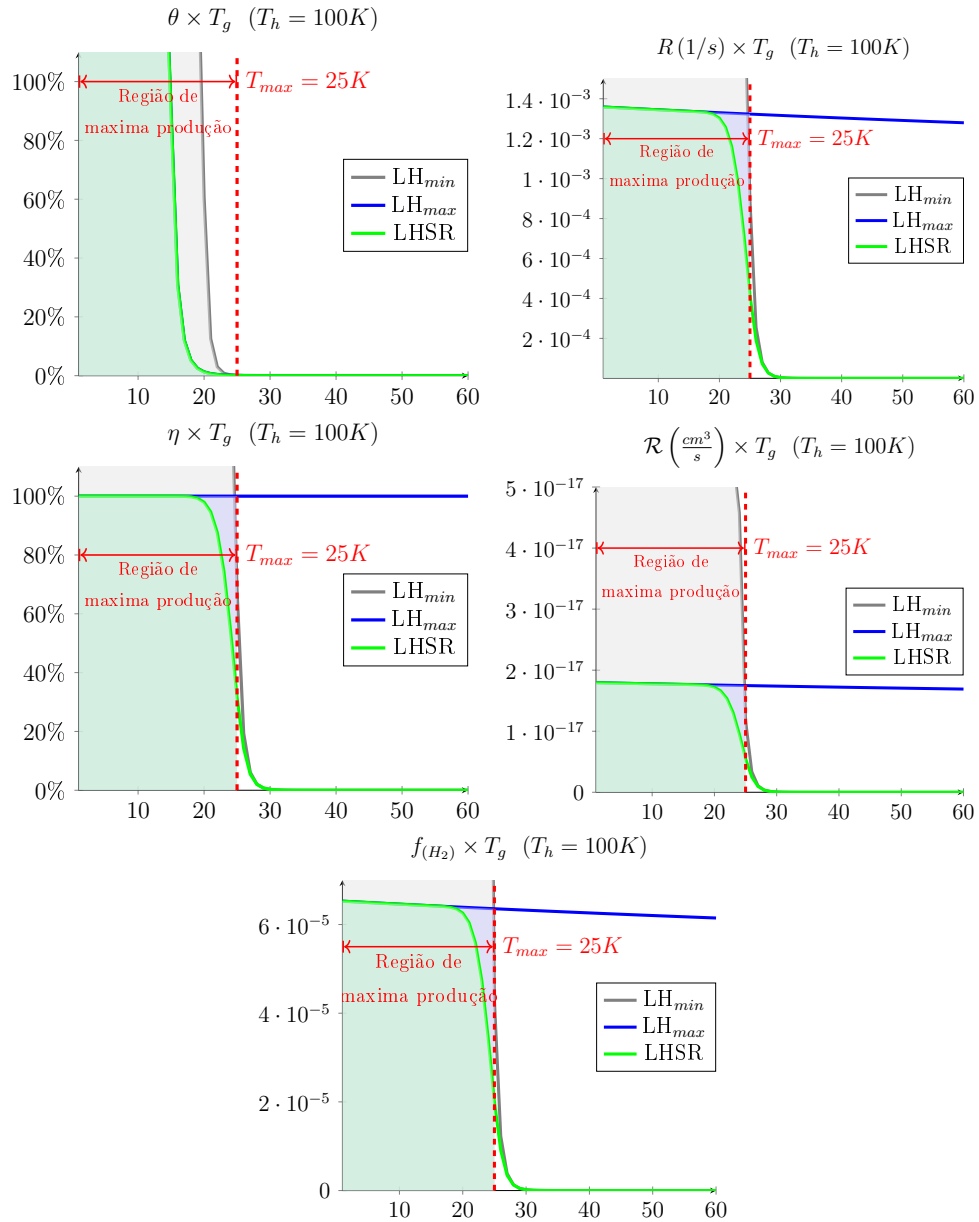 θ × T_g (T_h = 100K)
100%
80%
60%
40%
20%
0%
10 20 30 40 50 60
T_max = 25K
Região de
maxima produção
LH_min
LH_max
LHSR
R (1/s) × T_g (T_h = 100K)
1.4 · 10^−3
1.2 · 10^−3
1 · 10^−3
8 · 10^−4
6 · 10^−4
4 · 10^−4
2 · 10^−4
10 20 30 40 50 60
T_max = 25K
Região de
maxima produção
LH_min
LH_max
LHSR
η × T_g (T_h = 100K)
100%
80%
60%
40%
20%
0%
10 20 30 40 50 60
T_max = 25K
Região de
maxima produção
LH_min
LH_max
LHSR
ℛ (cm^3/s) × T_g (T_h = 100K)
5 · 10^−17
4 · 10^−17
3 · 10^−17
2 · 10^−17
1 · 10^−17
0
10 20 30 40 50 60
T_max = 25K
Região de
maxima produção
LH_min
LH_max
LHSR
f_(H_2) × T_g (T_h = 100K)
6 · 10^−5
4 · 10^−5
2 · 10^−5
0
10 20 30 40 50 60
T_max = 25K
Região de
maxima produção
LH_min
LH_max
LHSR